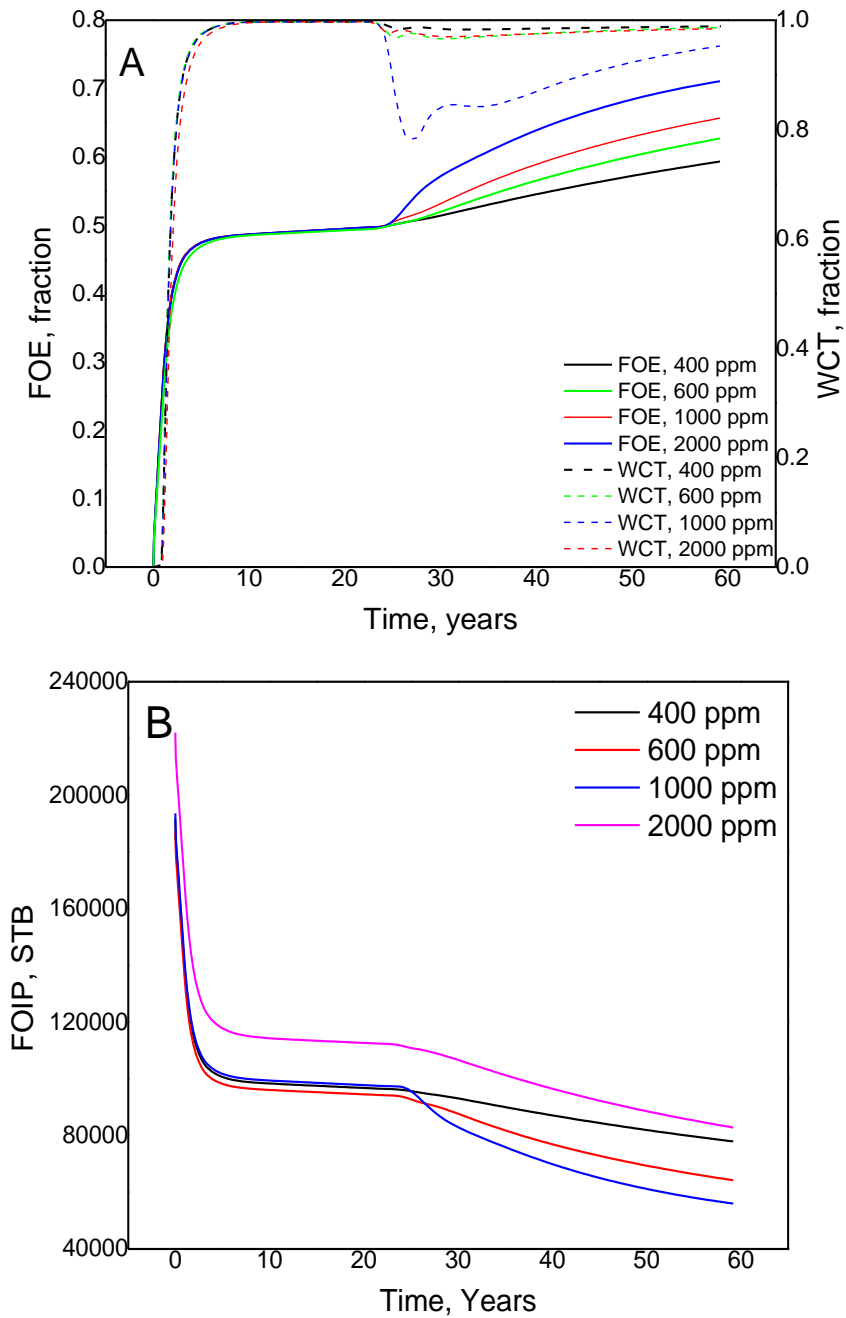 A
0.8
0.7
0.6
0.5
0.4
0.3
0.2
0.1
0.0
FOE, fraction
1.0
0.8
0.6
0.4
0.2
0.0
WCT, fraction
FOE, 400 ppm
FOE, 600 ppm
FOE, 1000 ppm
FOE, 2000 ppm
WCT, 400 ppm
WCT, 600 ppm
WCT, 1000 ppm
WCT, 2000 ppm
0 10 20 30 40 50 60
Time, years
B
240000
200000
160000
120000
80000
40000
FOIP, STB
400 ppm
600 ppm
1000 ppm
2000 ppm
0 10 20 30 40 50 60
Time, Years